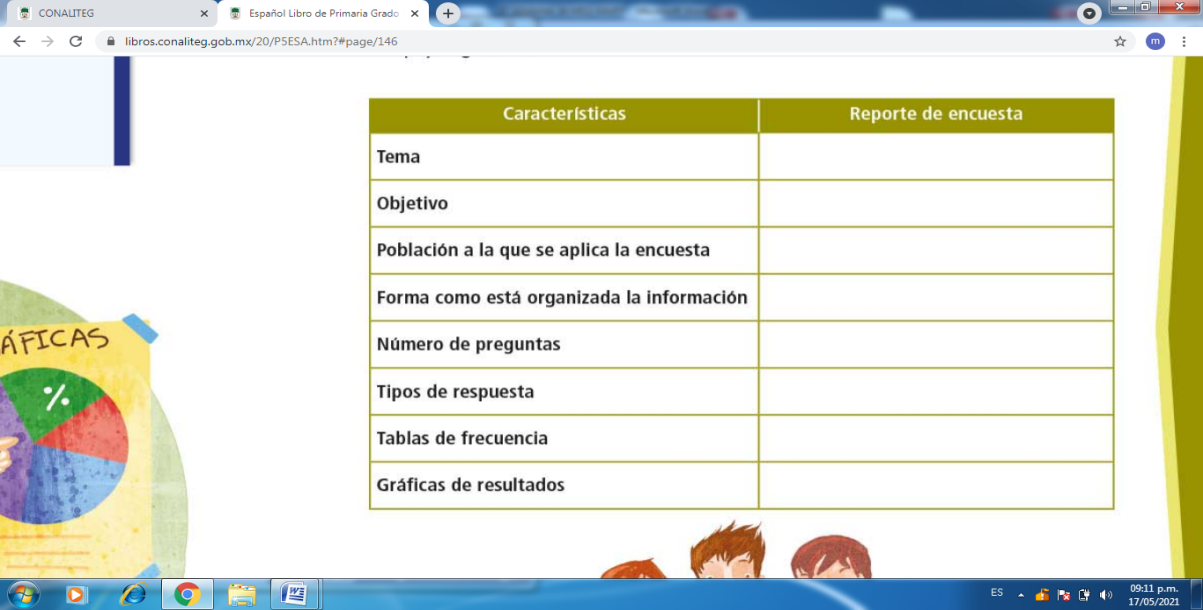 CONALITEG
Español Libro de Primaria Grado
libros.conaliteg.gob.mx/20/P5ESA.htm?#page/146
m
Características Reporte de encuesta
Tema
Objetivo
Población a la que se aplica la encuesta
Forma como está organizada la información
Número de preguntas
Tipos de respuesta
Tablas de frecuencia
Gráficas de resultados
ÁFICAS
%
ES
09:11 p.m.
17/05/2021